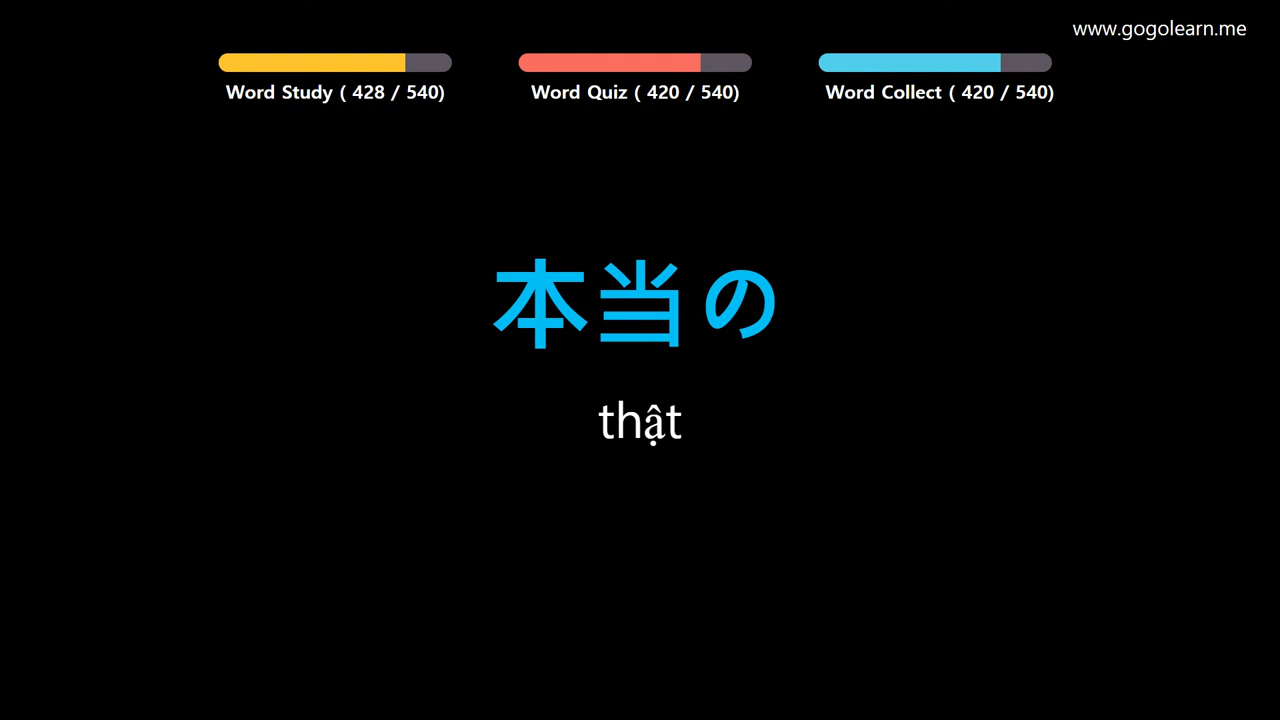 www.gogolearn.me
Word Study ( 428 / 540)
Word Quiz ( 420 / 540)
Word Collect ( 420 / 540)
本当の
thật